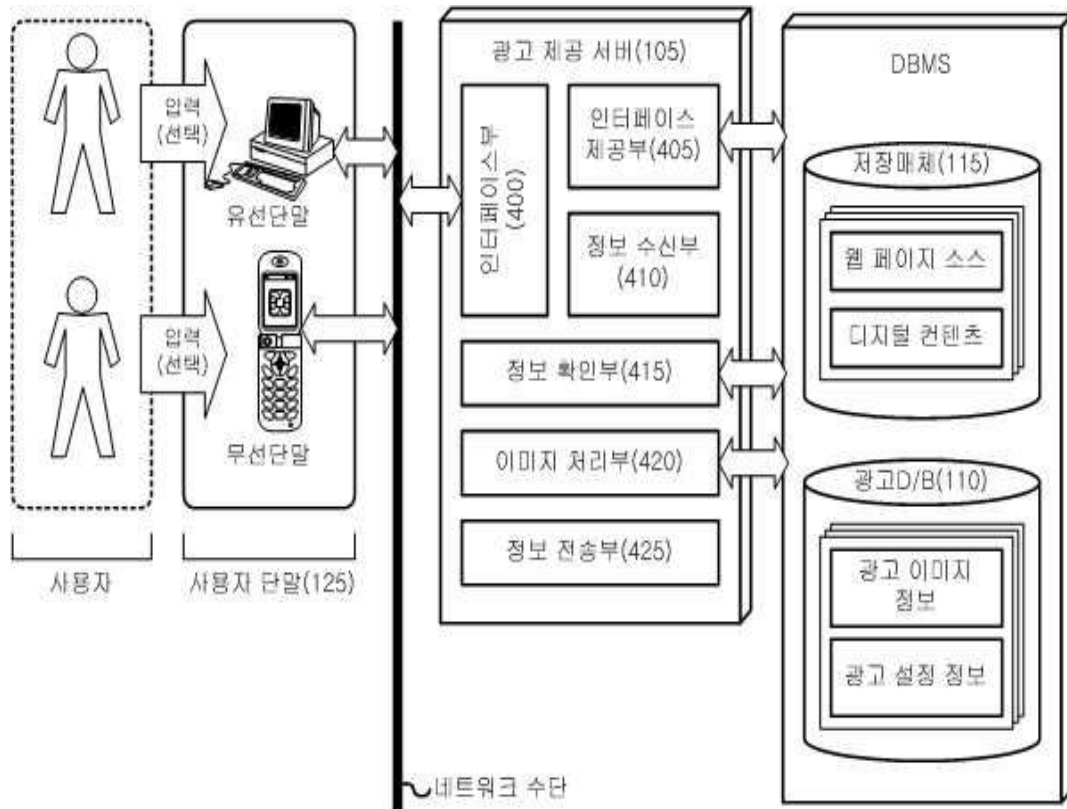 입력
(선택)
유선단말
입력
(선택)
무선단말
사용자
사용자 단말(125)
네트워크 수단
광고 제공 서버(105)
인터페이스부
(400)
인터페이스
제공부(405)
정보 수신부
(410)
정보 확인부(415)
이미지 처리부(420)
정보 전송부(425)
DBMS
저장매체(115)
웹 페이지 소스
디지털 컨텐츠
광고D/B(110)
광고 이미지
정보
광고 설정 정보